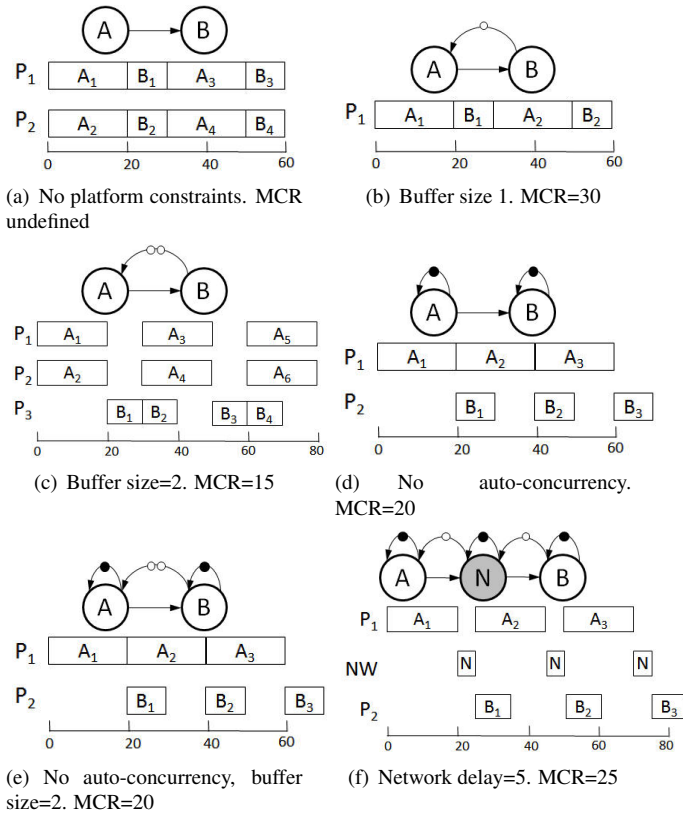 A B
P1 A1 B1 A3 B3
P2 A2 B2 A4 B4
0 20 40 60
(a) No platform constraints. MCR
undefined
A B
P1 A1 B1 A2 B2
0 20 40 60
(b) Buffer size 1. MCR=30
A B
P1 A1 A3 A5
P2 A2 A4 A6
P3 B1 B2 B3 B4
0 20 40 60 80
(c) Buffer size=2. MCR=15
A B
P1 A1 A2 A3
P2 B1 B2 B3
0 20 40 60
(d) No auto-concurrency.
MCR=20
A B
P1 A1 A2 A3
P2 B1 B2 B3
0 20 40 60
(e) No auto-concurrency, buffer
size=2. MCR=20
A N B
P1 A1 A2 A3
NW N N N
P2 B1 B2 B3
0 20 40 60 80
(f) Network delay=5. MCR=25